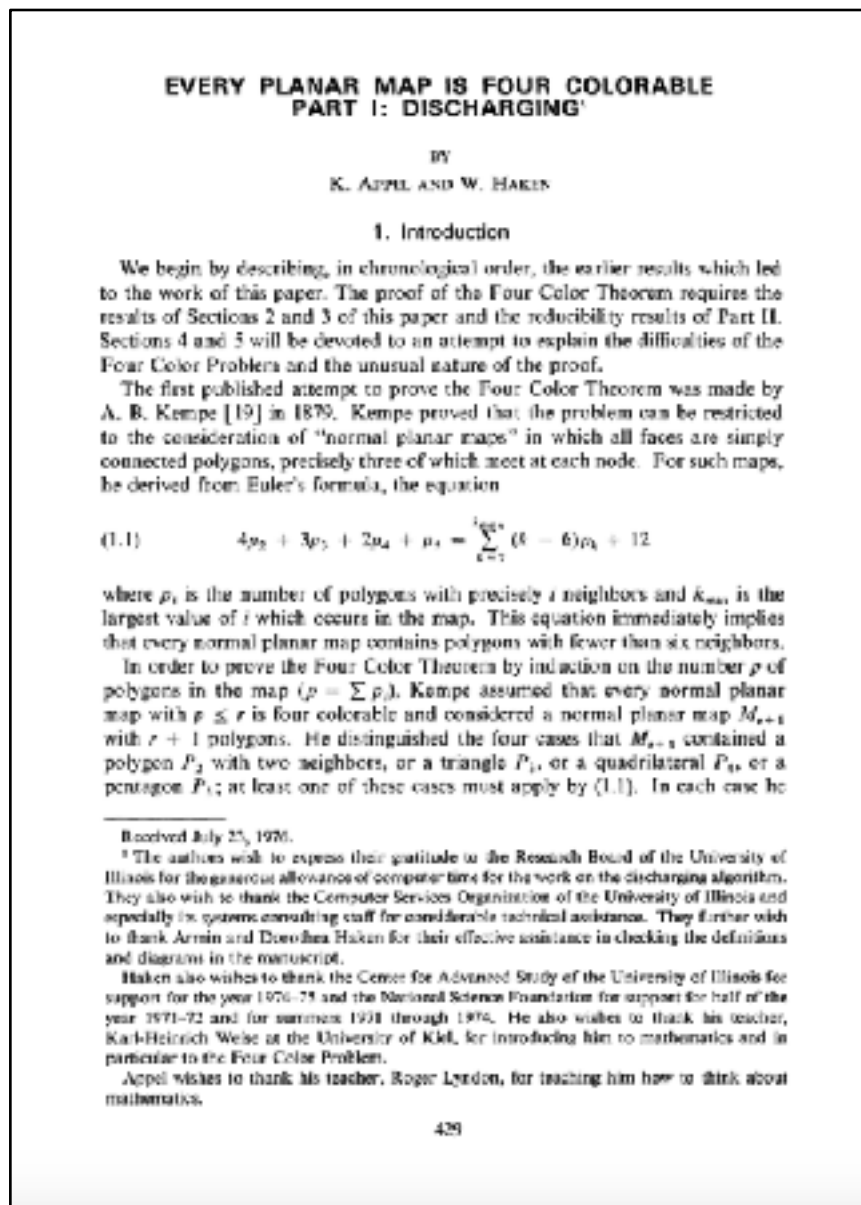 EVERY PLANAR MAP IS FOUR COLORABLE
PART I: DISCHARGING¹
BY
K. APPEL AND W. HAKEN
1. Introduction
We begin by describing, in chronological order, the earlier results which led
to the work of this paper. The proof of the Four Color Theorem requires the
results of Sections 2 and 3 of this paper and the reducibility results of Part II.
Sections 4 and 5 will be devoted to an attempt to explain the difficulties of the
Four Color Problem and the unusual nature of the proof.
The first published attempt to prove the Four Color Theorem was made by
A. B. Kempe [19] in 1879. Kempe proved that the problem can be restricted
to the consideration of "normal planar maps" in which all faces are simply
connected polygons, precisely three of which meet at each node. For such maps,
he derived from Euler's formula, the equation
(1.1) 4p₂ + 3p₃ + 2p₄ + p₅ = ∑ₖ₌₇^kmax (k − 6)pₖ + 12
where pᵢ is the number of polygons with precisely i neighbors and kmax is the
largest value of i which occurs in the map. This equation immediately implies
that every normal planar map contains polygons with fewer than six neighbors.
In order to prove the Four Color Theorem by induction on the number p of
polygons in the map (p = ∑ pᵢ), Kempe assumed that every normal planar
map with p ≤ r is four colorable and considered a normal planar map Mᵣ₊₁
with r + 1 polygons. He distinguished the four cases that Mᵣ₊₁ contained a
polygon P₂ with two neighbors, or a triangle P₃, or a quadrilateral P₄, or a
pentagon P₅; at least one of these cases must apply by (1.1). In each case he
Received July 23, 1976.
¹ The authors wish to express their gratitude to the Research Board of the University of
Illinois for the generous allowance of computer time for the work on the discharging algorithm.
They also wish to thank the Computer Services Organization of the University of Illinois and
especially its systems consulting staff for considerable technical assistance. They further wish
to thank Armin and Dorothea Haken for their effective assistance in checking the definitions
and diagrams in the manuscript.
Haken also wishes to thank the Center for Advanced Study of the University of Illinois for
support for the year 1974–75 and the National Science Foundation for support for half of the
year 1971–72 and for summers 1971 through 1974. He also wishes to thank his teacher,
Karl-Heinrich Weise at the University of Kiel, for introducing him to mathematics and in
particular to the Four Color Problem.
Appel wishes to thank his teacher, Roger Lyndon, for teaching him how to think about
mathematics.
429